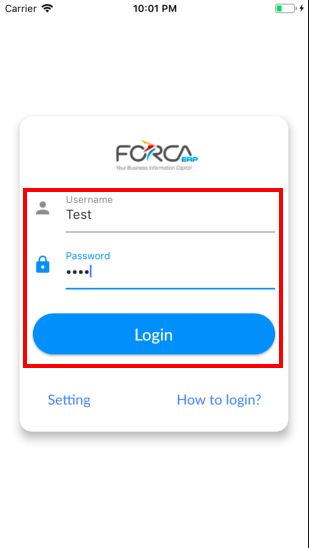 Carrier 10:01 PM
FORCA ERP
Your Business Information Capital
Username
Test
Password
••••
Login
Setting How to login?